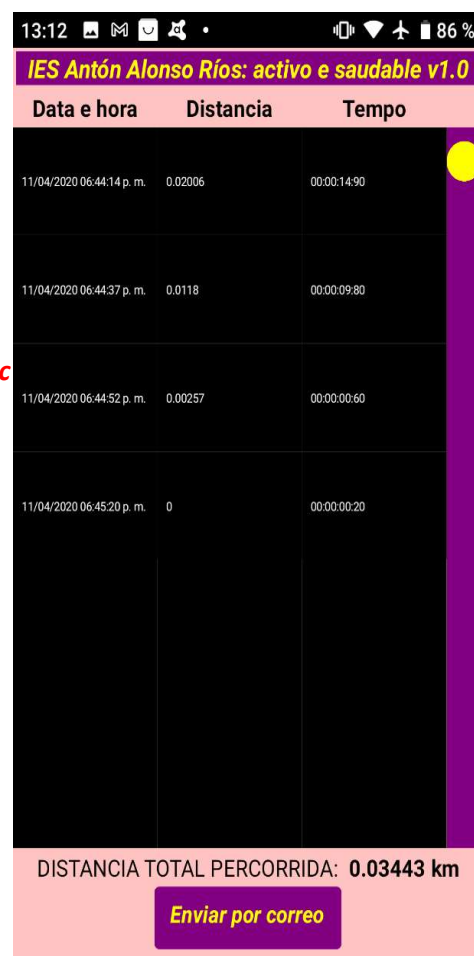 13:12 86 %
IES Antón Alonso Ríos: activo e saudable v1.0
Data e hora Distancia Tempo
11/04/2020 06:44:14 p. m. 0.02006 00:00:14:90
11/04/2020 06:44:37 p. m. 0.0118 00:00:09:80
c
11/04/2020 06:44:52 p. m. 0.00257 00:00:00:60
11/04/2020 06:45:20 p. m. 0 00:00:00:20
DISTANCIA TOTAL PERCORRIDA: 0.03443 km
Enviar por correo